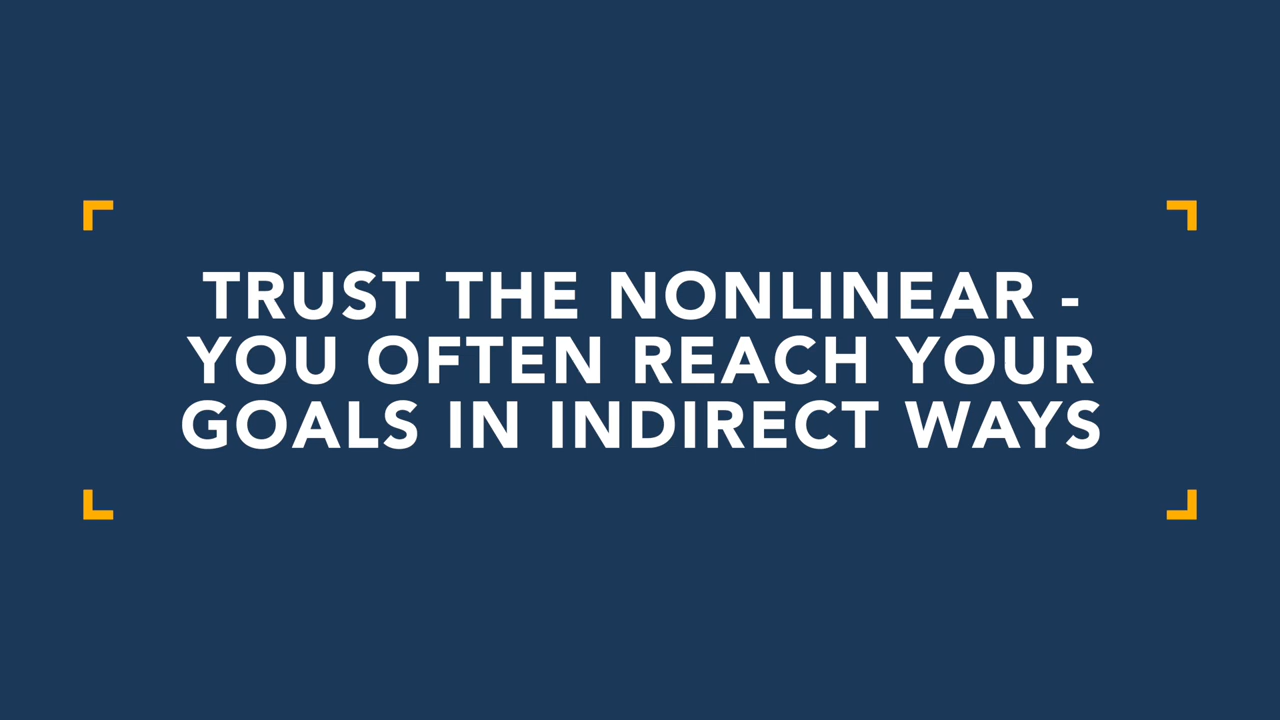 TRUST THE NONLINEAR -
YOU OFTEN REACH YOUR
GOALS IN INDIRECT WAYS